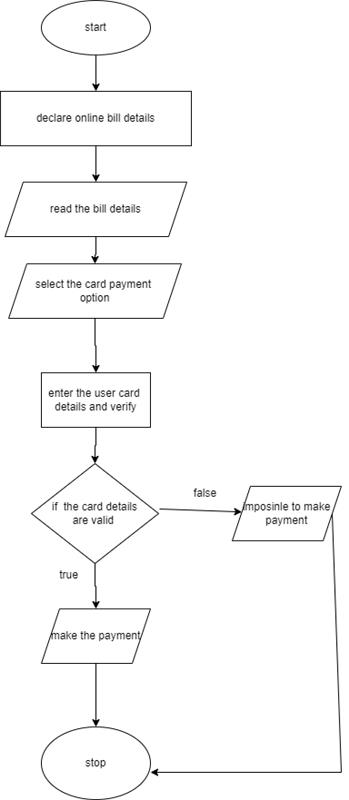 start
declare online bill details
read the bill details
select the card payment
option
enter the user card
details and verify
if the card details
are valid
false
imposinle to make
payment
true
make the payment
stop